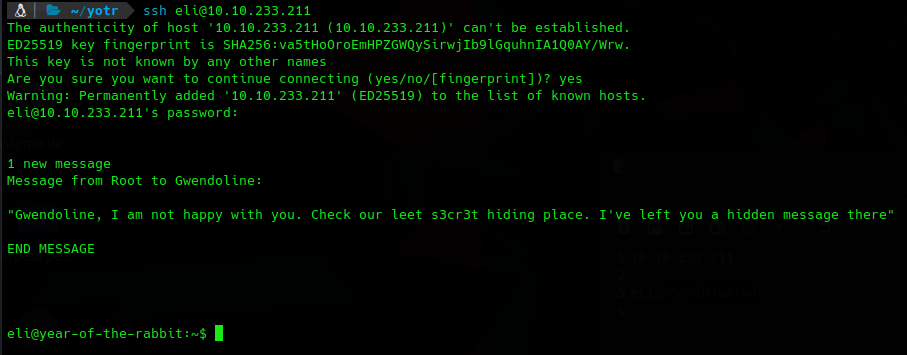 ~/yotr ssh eli@10.10.233.211
The authenticity of host '10.10.233.211 (10.10.233.211)' can't be established.
ED25519 key fingerprint is SHA256:va5tHoOroEmHPZGWQySirwjIb9lGquhnIA1Q0AY/Wrw.
This key is not known by any other names
Are you sure you want to continue connecting (yes/no/[fingerprint])? yes
Warning: Permanently added '10.10.233.211' (ED25519) to the list of known hosts.
eli@10.10.233.211's password:
1 new message
Message from Root to Gwendoline:
"Gwendoline, I am not happy with you. Check our leet s3cr3t hiding place. I've left you a hidden message there"
END MESSAGE
eli@year-of-the-rabbit:~$